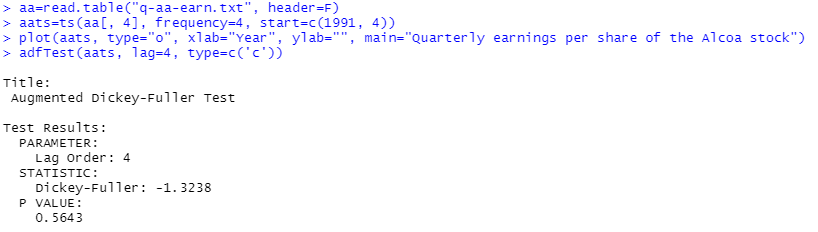 > aa=read.table("q-aa-earn.txt", header=F)
> aats=ts(aa[, 4], frequency=4, start=c(1991, 4))
> plot(aats, type="o", xlab="Year", ylab="", main="Quarterly earnings per share of the Alcoa stock")
> adfTest(aats, lag=4, type=c('c'))
Title:
Augmented Dickey-Fuller Test
Test Results:
PARAMETER:
Lag Order: 4
STATISTIC:
Dickey-Fuller: -1.3238
P VALUE:
0.5643